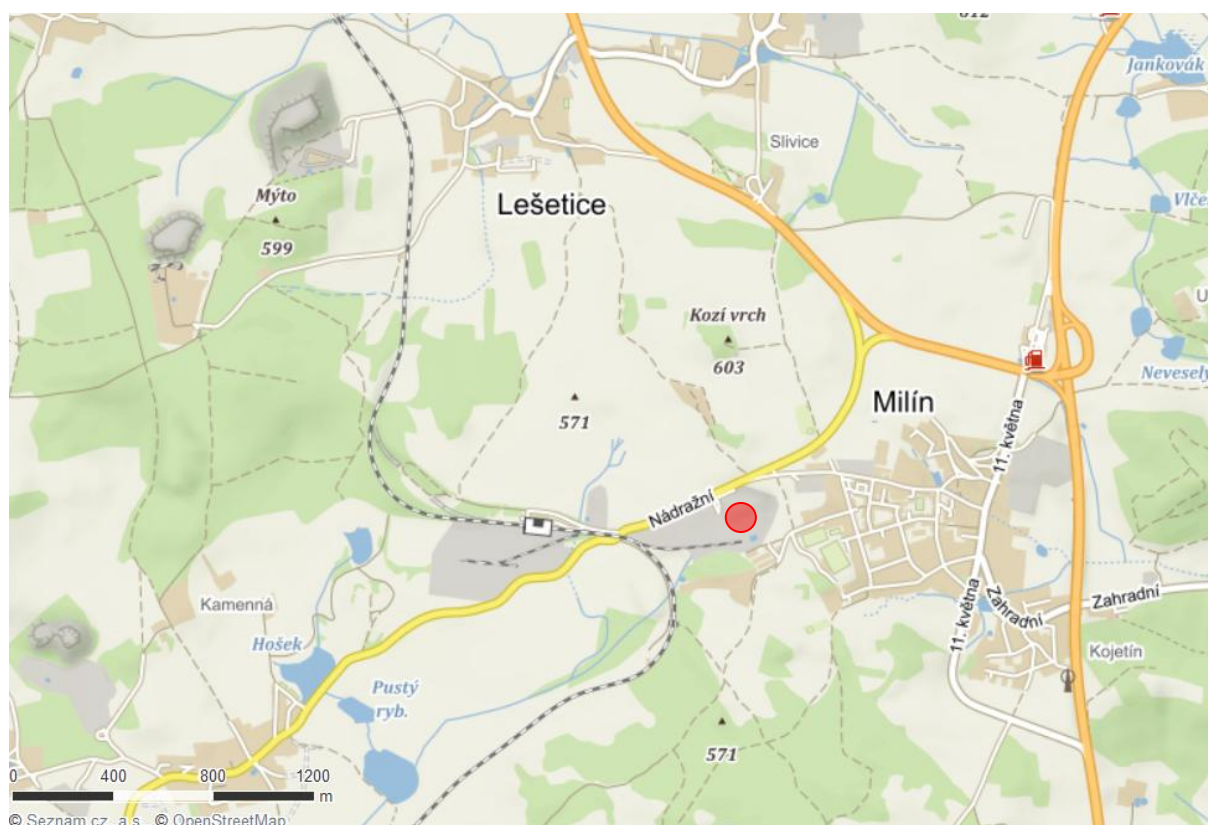 612
Jankovák
Slivice
Mýto
599
Lešetice
Vlče
U
Kozí vrch
603
571
Milín
Nevesely
11. května
Nádražní
Kamenná
Hošek
Pustý
ryb.
571
11. května
Zahradní
Zahradní
Kojetín
0 400 800 1200
m
© Seznam.cz, a.s., © OpenStreetMap